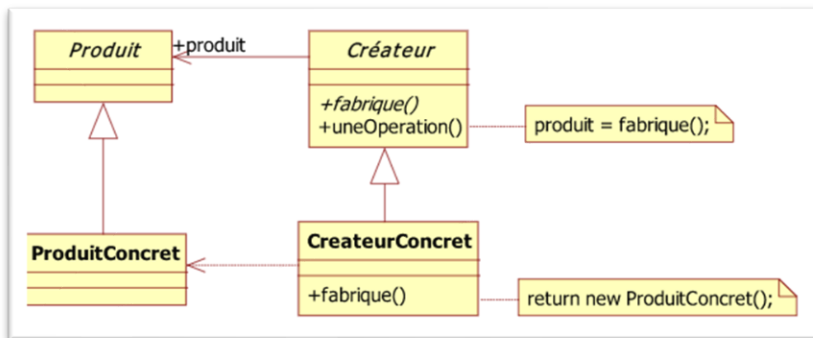 Produit
+produit
Créateur
+fabrique()
+uneOperation()
produit = fabrique();
ProduitConcret
CreateurConcret
+fabrique()
return new ProduitConcret();